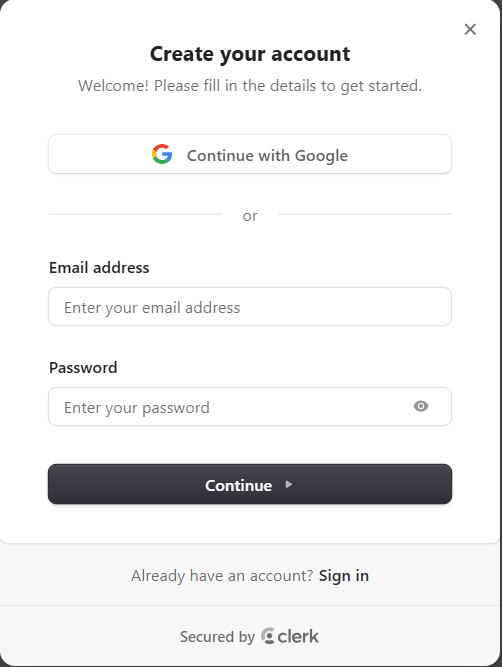 Create your account
Welcome! Please fill in the details to get started.
Continue with Google
or
Email address
Enter your email address
Password
Enter your password
Continue
Already have an account? Sign in
Secured by clerk